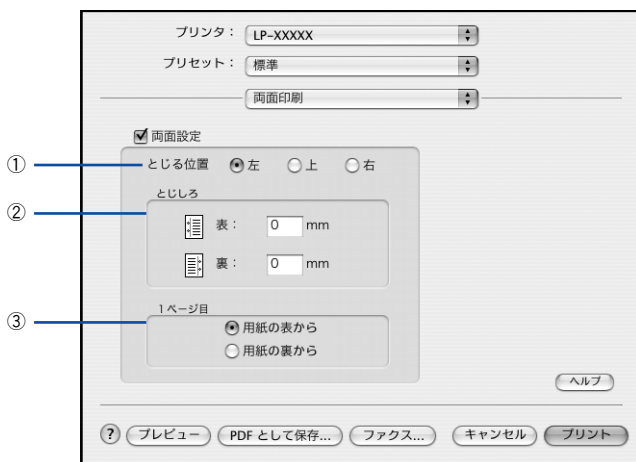 プリンタ： LP-XXXXX
プリセット： 標準
両面印刷
両面設定
① とじる位置 左 上 右
とじしろ
②
表： 0 mm
裏： 0 mm
1ページ目
③ 用紙の表から
用紙の裏から
ヘルプ
? プレビュー PDF として保存... ファクス... キャンセル プリント